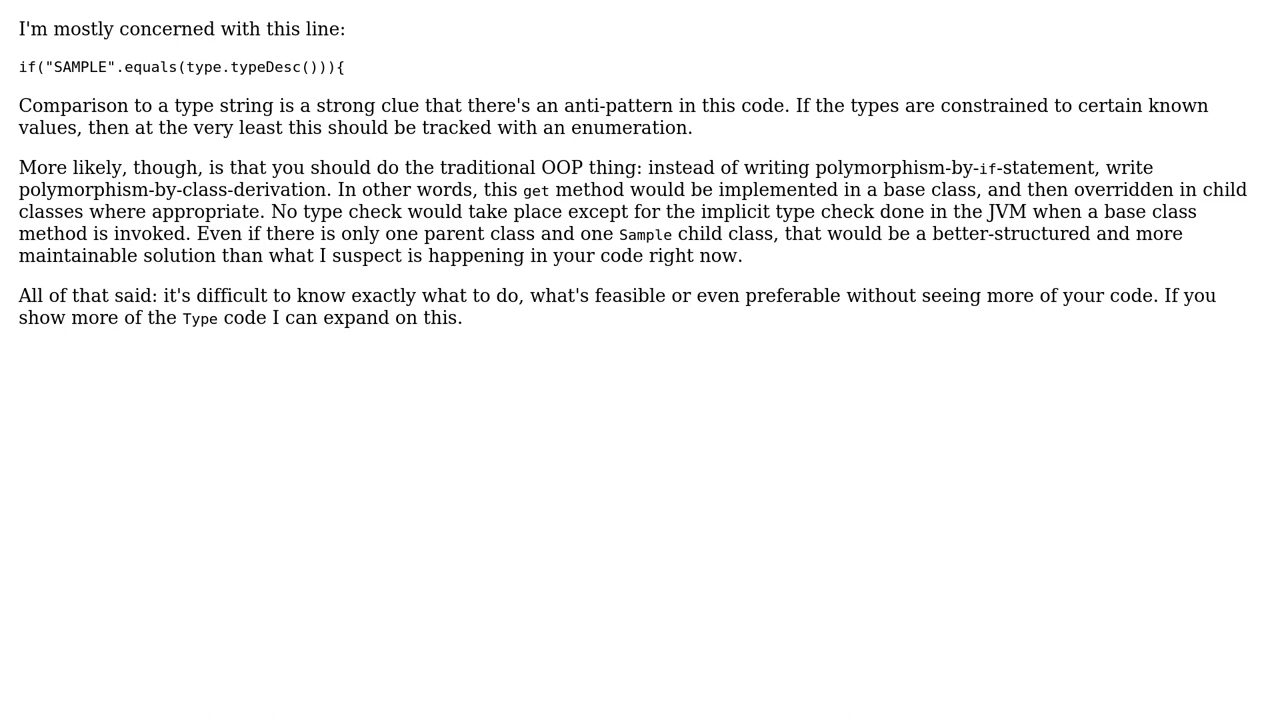 I'm mostly concerned with this line:
if("SAMPLE".equals(type.typeDesc())){
Comparison to a type string is a strong clue that there's an anti-pattern in this code. If the types are constrained to certain known
values, then at the very least this should be tracked with an enumeration.
More likely, though, is that you should do the traditional OOP thing: instead of writing polymorphism-by-if-statement, write
polymorphism-by-class-derivation. In other words, this get method would be implemented in a base class, and then overridden in child
classes where appropriate. No type check would take place except for the implicit type check done in the JVM when a base class
method is invoked. Even if there is only one parent class and one Sample child class, that would be a better-structured and more
maintainable solution than what I suspect is happening in your code right now.
All of that said: it's difficult to know exactly what to do, what's feasible or even preferable without seeing more of your code. If you
show more of the Type code I can expand on this.